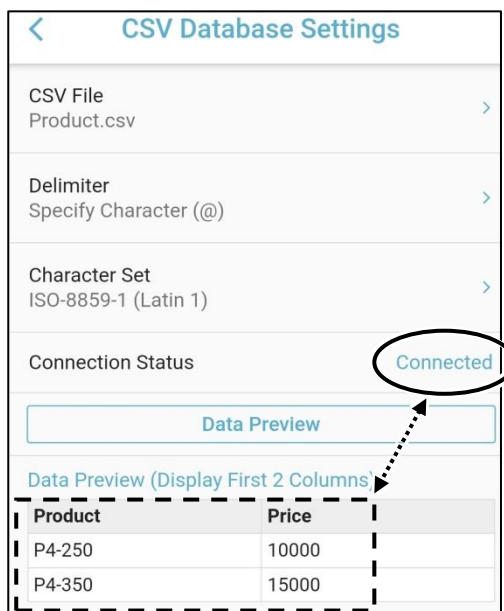 CSV Database Settings
CSV File
Product.csv
Delimiter
Specify Character (@)
Character Set
ISO-8859-1 (Latin 1)
Connection Status Connected
Data Preview
Data Preview (Display First 2 Columns)
Product Price
P4-250 10000
P4-350 15000